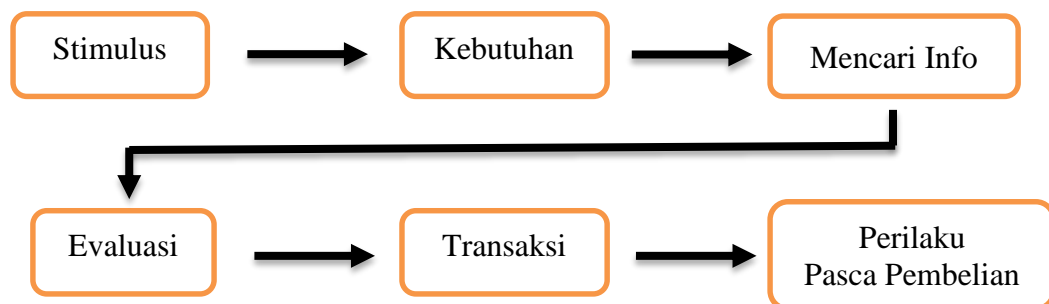 Stimulus
Kebutuhan
Mencari Info
Evaluasi
Transaksi
Perilaku
Pasca Pembelian